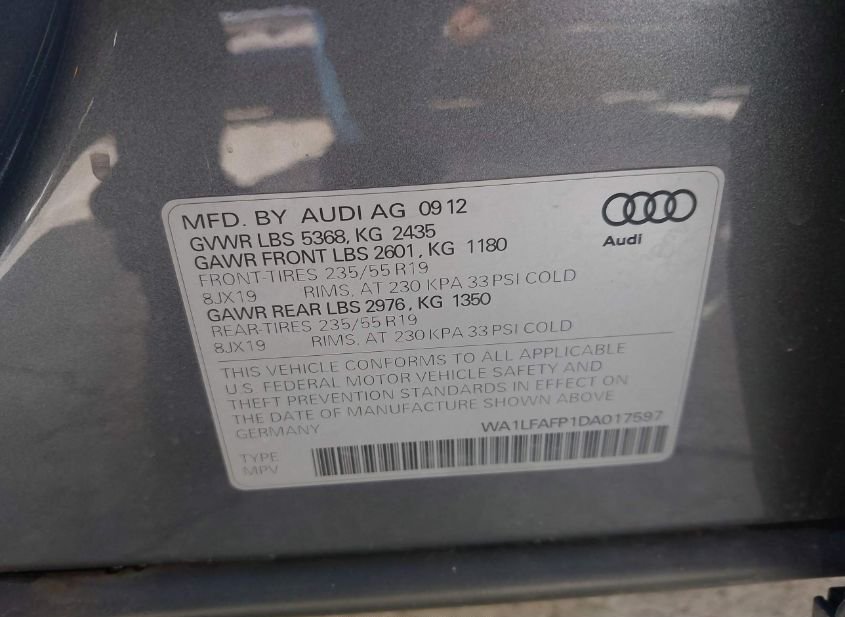 MFD. BY AUDI AG 09 12
GVWR LBS 5368, KG 2435
GAWR FRONT LBS 2601, KG 1180
FRONT-TIRES 235/55 R19
8JX19 RIMS, AT 230 KPA 33 PSI COLD
GAWR REAR LBS 2976, KG 1350
REAR-TIRES 235/55 R19
8JX19 RIMS, AT 230 KPA 33 PSI COLD
Audi
THIS VEHICLE CONFORMS TO ALL APPLICABLE
U.S. FEDERAL MOTOR VEHICLE SAFETY AND
THEFT PREVENTION STANDARDS IN EFFECT ON
THE DATE OF MANUFACTURE SHOWN ABOVE
GERMANY WA1LFAFP1DA017597
TYPE
MPV